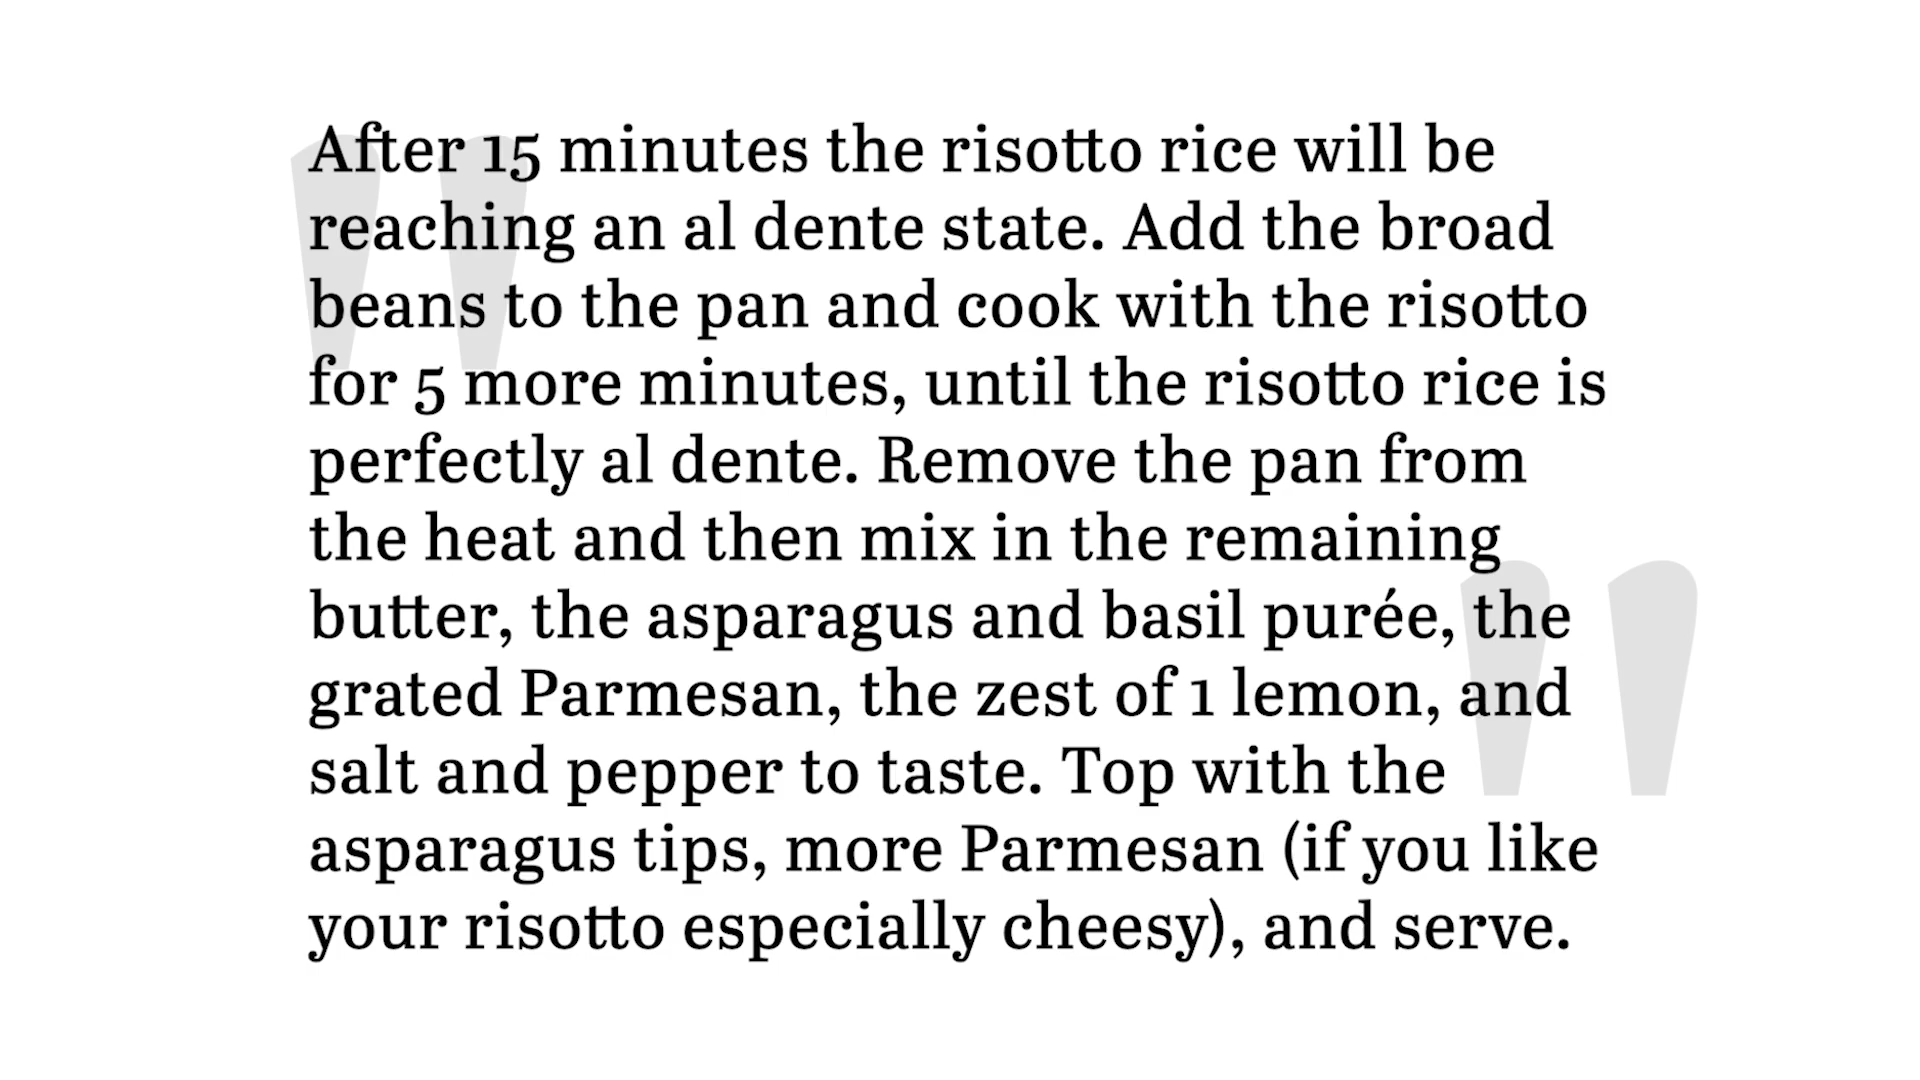 After 15 minutes the risotto rice will be
reaching an al dente state. Add the broad
beans to the pan and cook with the risotto
for 5 more minutes, until the risotto rice is
perfectly al dente. Remove the pan from
the heat and then mix in the remaining
butter, the asparagus and basil purée, the
grated Parmesan, the zest of 1 lemon, and
salt and pepper to taste. Top with the
asparagus tips, more Parmesan (if you like
your risotto especially cheesy), and serve.